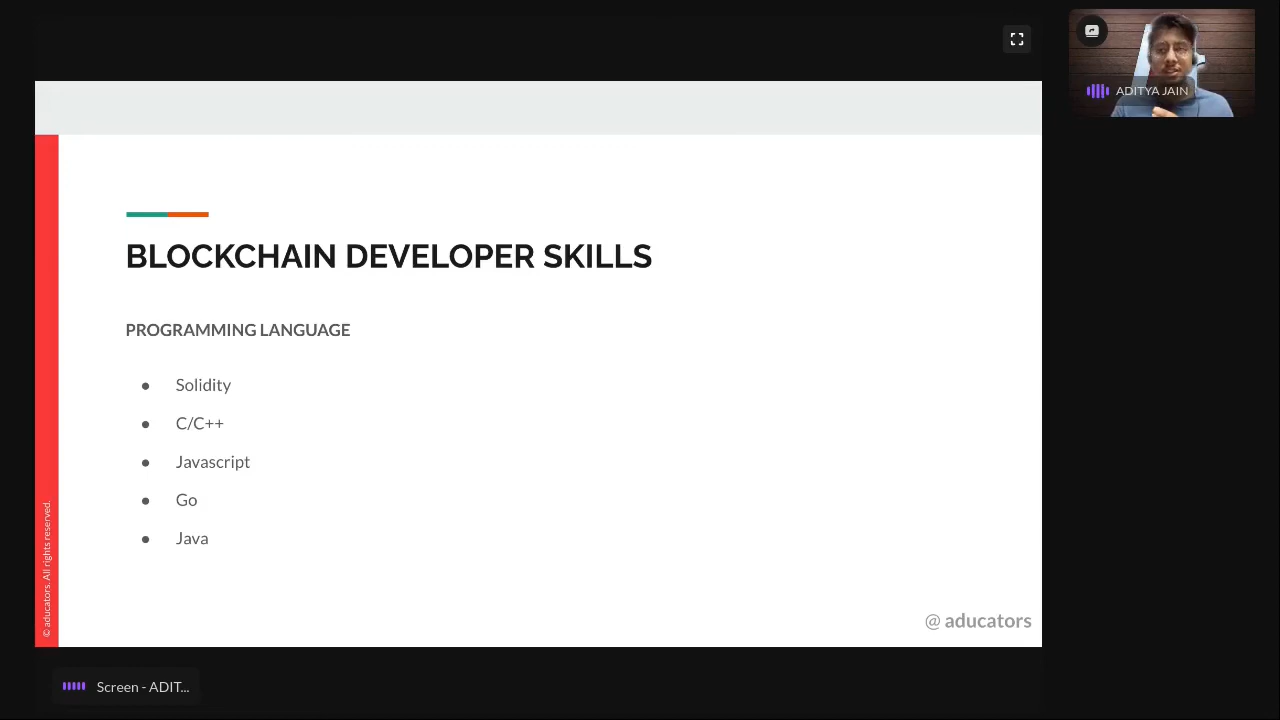 ADITYA JAIN
BLOCKCHAIN DEVELOPER SKILLS
PROGRAMMING LANGUAGE
● Solidity
● C/C++
● Javascript
● Go
● Java
© aducators. All rights reserved.
@ aducators
Screen - ADIT...